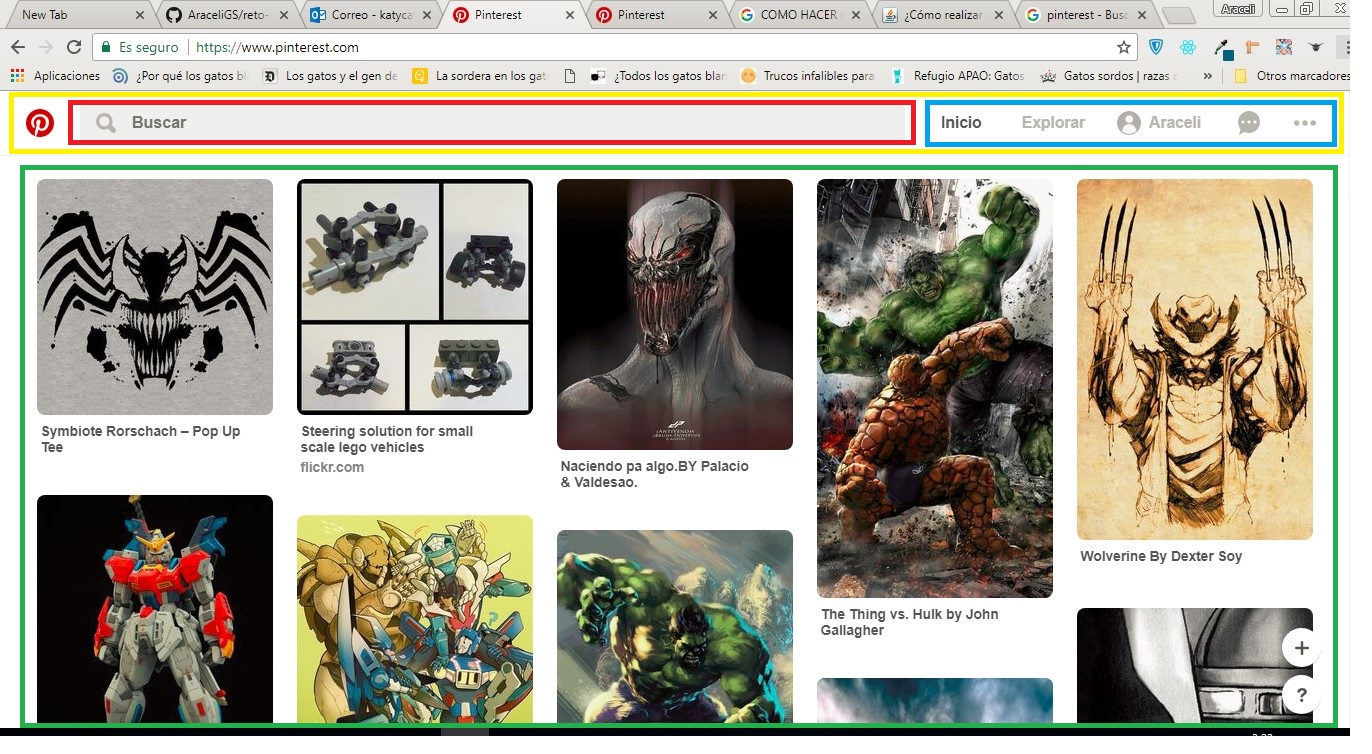 New Tab
AraceliGS/reto-
Correo - katyca
Pinterest
Pinterest
COMO HACER
¿Cómo realizar
pinterest - Bus
Araceli
Es seguro
https://www.pinterest.com
Aplicaciones
¿Por qué los gatos bl
Los gatos y el gen de
La sordera en los gat
¿Todos los gatos blan
Trucos infalibles para
Refugio APAO: Gatos
Gatos sordos | razas
»
Otros marcadores
Buscar
Inicio
Explorar
Araceli
Symbiote Rorschach – Pop Up
Tee
Steering solution for small
scale lego vehicles
flickr.com
Naciendo pa algo.BY Palacio
& Valdesao.
The Thing vs. Hulk by John
Gallagher
Wolverine By Dexter Soy
+
?